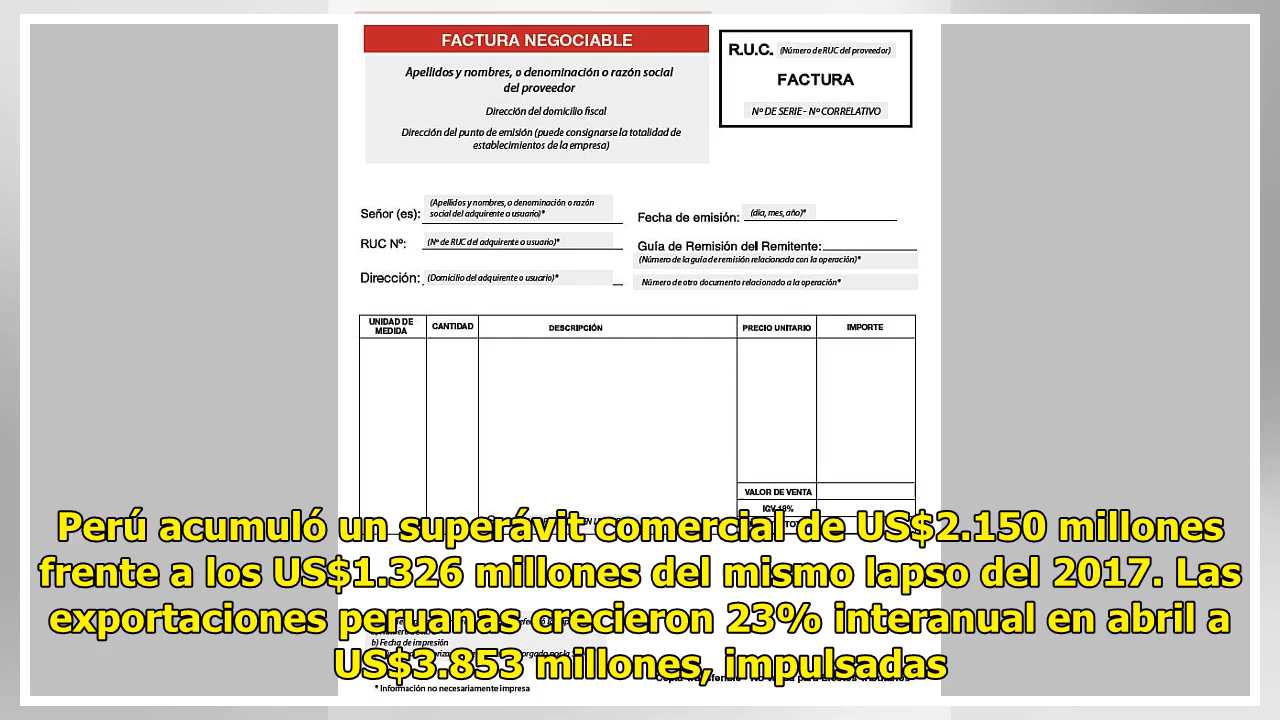 FACTURA NEGOCIABLE
Apellidos y nombres, o denominación o razón social
del proveedor
Dirección del domicilio fiscal
Dirección del punto de emisión (puede consignarse la totalidad de
establecimientos de la empresa)
R.U.C. (Número de RUC del proveedor)
FACTURA
Nº DE SERIE - Nº CORRELATIVO
Señor (es): (Apellidos y nombres, o denominación o razón
social del adquirente o usuario)*
RUC Nº: (Nº de RUC del adquirente o usuario)*
Dirección: (Domicilio del adquirente o usuario)*
Fecha de emisión: (día, mes, año)*
Guía de Remisión del Remitente:
(Número de la guía de remisión relacionada con la operación)*
Número de otro documento relacionado a la operación*
UNIDAD DE
MEDIDA
CANTIDAD
DESCRIPCIÓN
PRECIO UNITARIO
IMPORTE
VALOR DE VENTA
IGV 18%
Perú acumuló un superávit comercial de US$2.150 millones
frente a los US$1.326 millones del mismo lapso del 2017. Las
exportaciones peruanas crecieron 23% interanual en abril a
US$3.853 millones, impulsadas
b) Fecha de impresión
* Información no necesariamente impresa